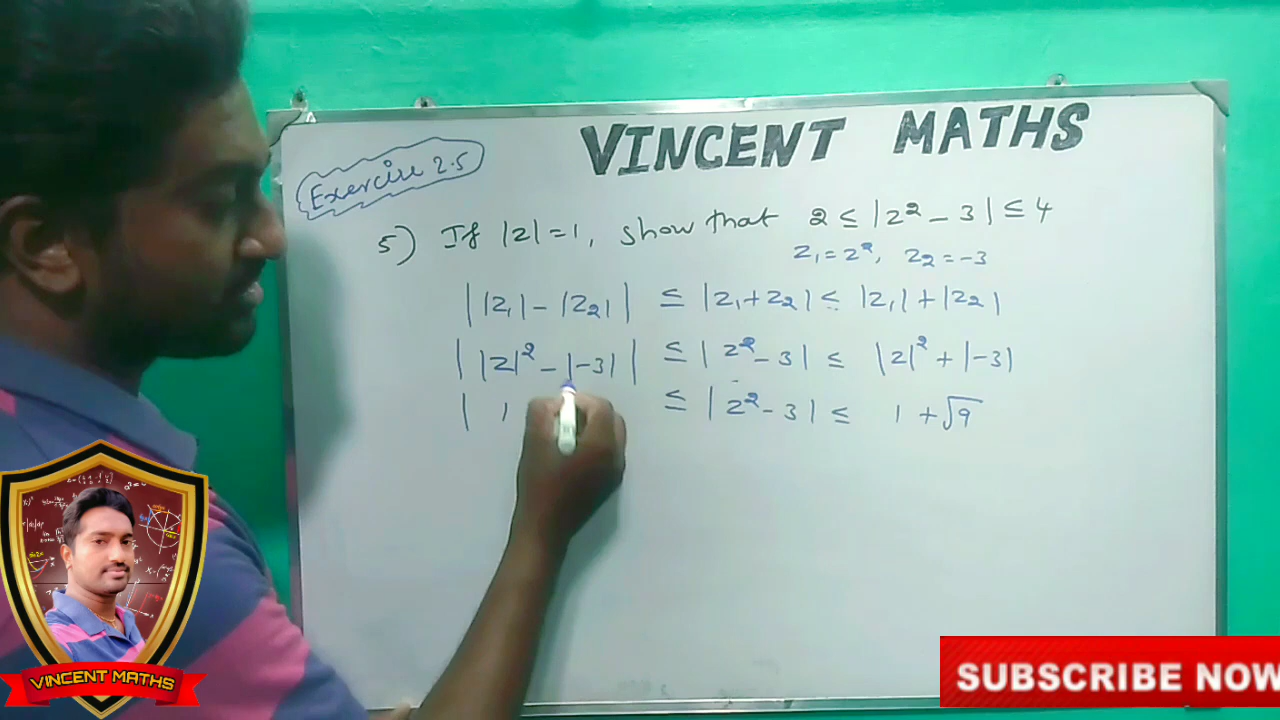 VINCENT MATHS
Exercise 2.5
5) If |z|=1, show that 2 ≤ |z² - 3| ≤ 4
z₁ = z², z₂ = -3
| |z₁| - |z₂| | ≤ |z₁ + z₂| ≤ |z₁| + |z₂|
| |z|² - |-3| | ≤ | z² - 3 | ≤ |z|² + |-3|
| 1 ≤ | z² - 3 | ≤ 1 + √9
VINCENT MATHS
SUBSCRIBE NOW